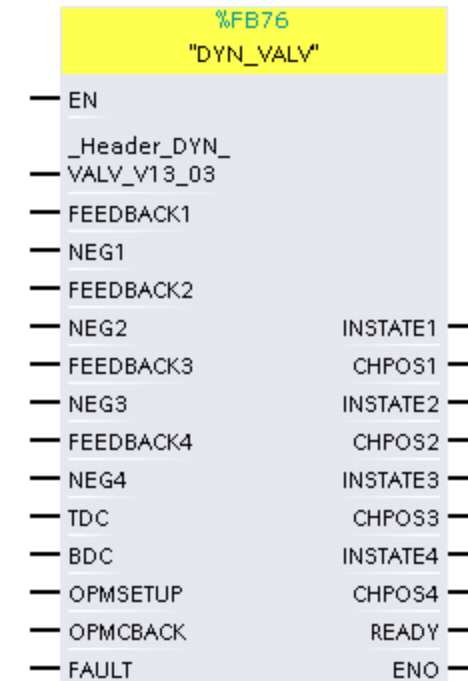 %FB76
"DYN_VALV"
EN
_Header_DYN_
VALV_V13_03
FEEDBACK1
NEG1
FEEDBACK2
NEG2 INSTATE1
FEEDBACK3 CHPOS1
NEG3 INSTATE2
FEEDBACK4 CHPOS2
NEG4 INSTATE3
TDC CHPOS3
BDC INSTATE4
OPMSETUP CHPOS4
OPMCBACK READY
FAULT ENO